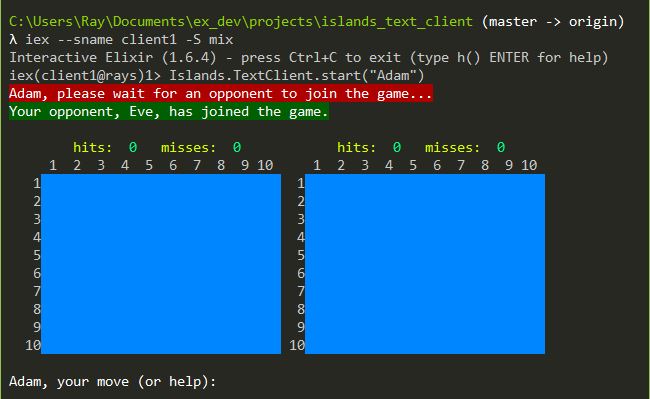 C:\Users\Ray\Documents\ex_dev\projects\islands_text_client (master -> origin)
λ iex --sname client1 -S mix
Interactive Elixir (1.6.4) - press Ctrl+C to exit (type h() ENTER for help)
iex(client1@rays)1> Islands.TextClient.start("Adam")
Adam, please wait for an opponent to join the game...
Your opponent, Eve, has joined the game.
hits: 0 misses: 0 hits: 0 misses: 0
1 2 3 4 5 6 7 8 9 10 1 2 3 4 5 6 7 8 9 10
1 1
2 2
3 3
4 4
5 5
6 6
7 7
8 8
9 9
10 10
Adam, your move (or help):